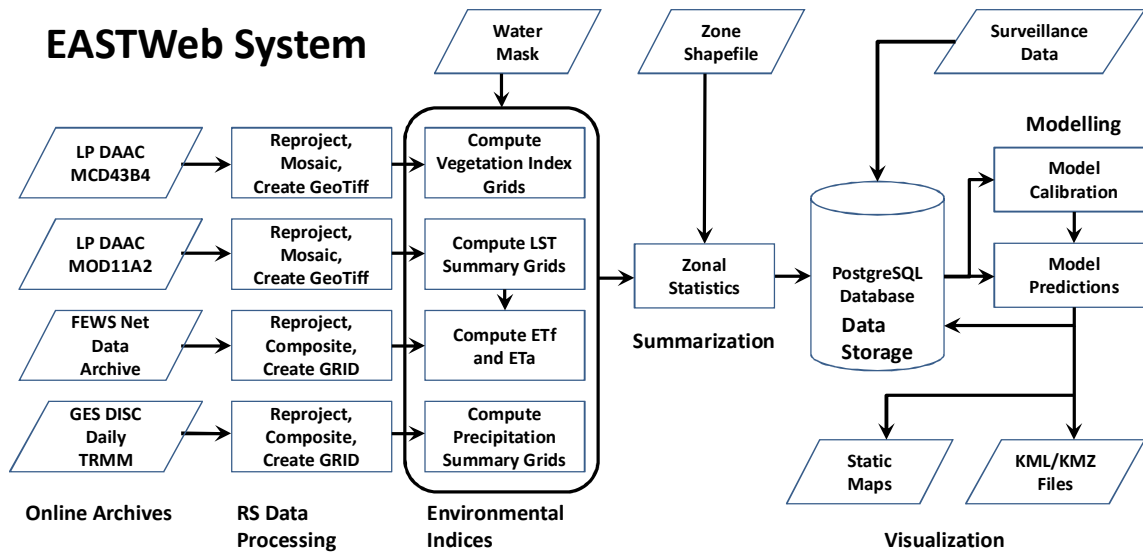 EASTWeb System
Water
Mask
Zone
Shapefile
Surveillance
Data
LP DAAC
MCD43B4
Reproject,
Mosaic,
Create GeoTiff
Compute
Vegetation Index
Grids
Modelling
Model
Calibration
LP DAAC
MOD11A2
Reproject,
Mosaic,
Create GeoTiff
Compute LST
Summary Grids
Zonal
Statistics
Summarization
PostgreSQL
Database
Data
Storage
Model
Predictions
FEWS Net
Data
Archive
Reproject,
Composite,
Create GRID
Compute ETf
and ETa
GES DISC
Daily
TRMM
Reproject,
Composite,
Create GRID
Compute
Precipitation
Summary Grids
Static
Maps
KML/KMZ
Files
Online Archives
RS Data
Processing
Environmental
Indices
Visualization